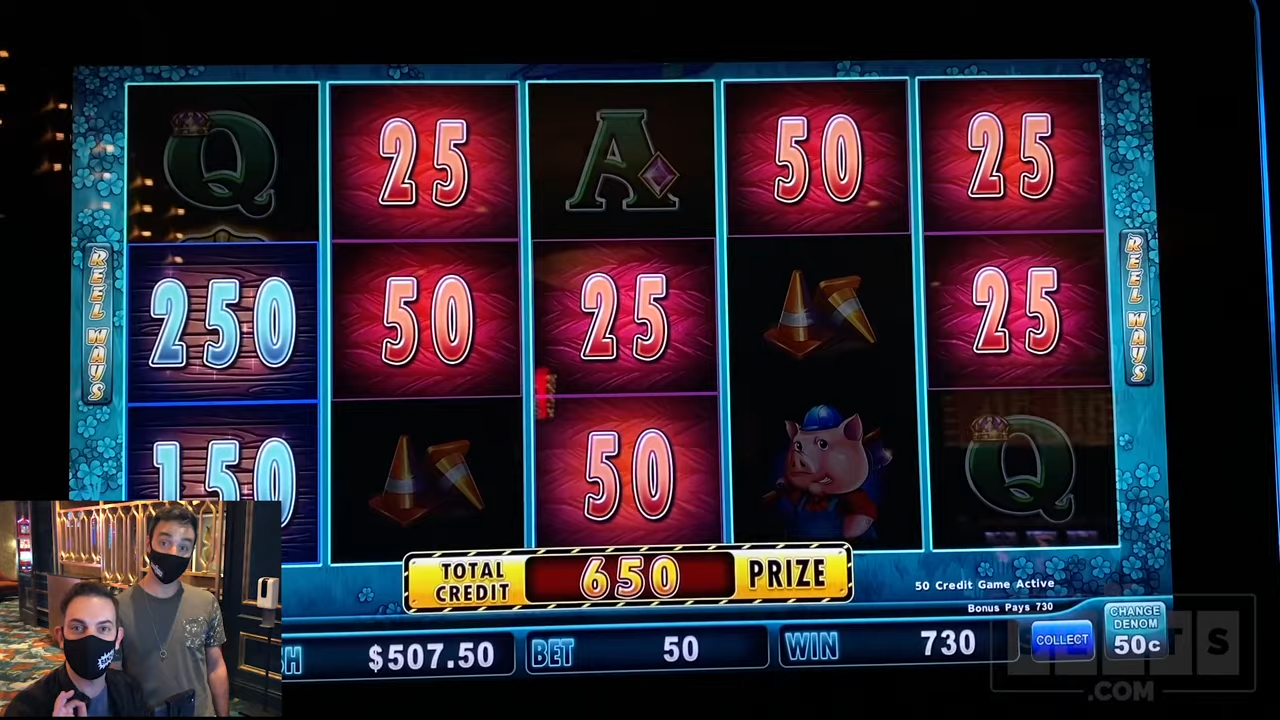 Q 25 A 50 25
250 50 25 25
150 50 Q
REEL WAYS
REEL WAYS
TOTAL CREDIT 650 PRIZE
50 Credit Game Active
Bonus Pays 730
$507.50 BET 50 WIN 730 COLLECT
CHANGE
DENOM
50¢
.COM